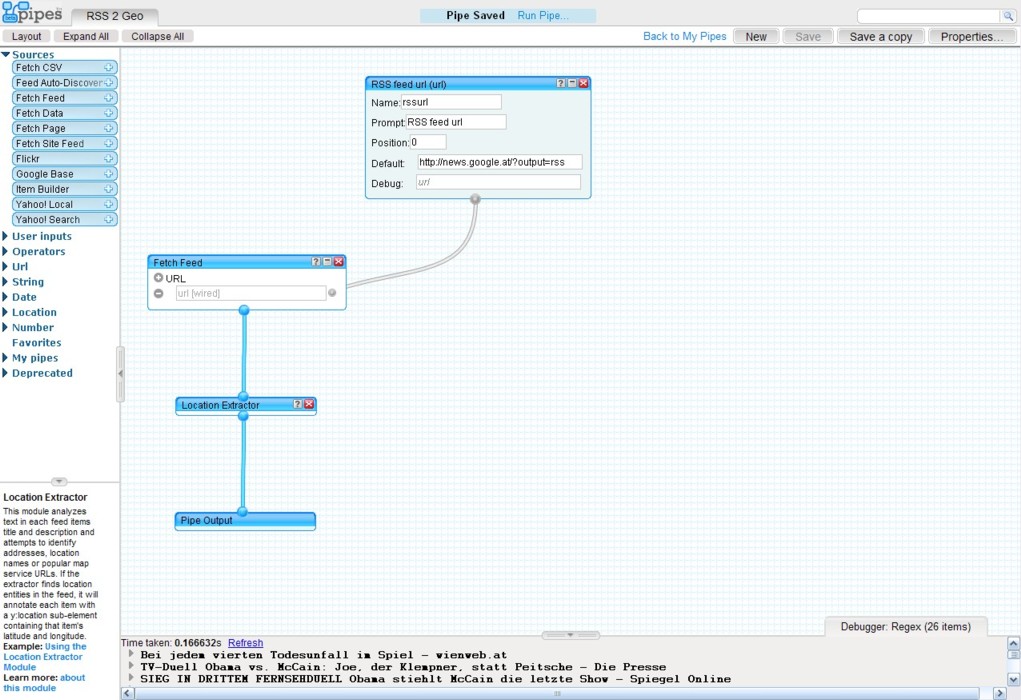 pipes
RSS 2 Geo
Pipe Saved Run Pipe...
Layout Expand All Collapse All
Back to My Pipes New Save Save a copy Properties...
Sources
Fetch CSV
Feed Auto-Discover
Fetch Feed
Fetch Data
Fetch Page
Fetch Site Feed
Flickr
Google Base
Item Builder
Yahoo! Local
Yahoo! Search
User inputs
Operators
Url
String
Date
Location
Number
Favorites
My pipes
Deprecated
Location Extractor
This module analyzes
text in each feed items
title and description and
attempts to identify
addresses, location
names or popular map
service URLs. If the
extractor finds location
entities in the feed, it will
annotate each item with
a y:location sub-element
containing that item's
latitude and longitude.
Example: Using the
Location Extractor
Module
Learn more: about
this module
RSS feed url (url)
Name: rssurl
Prompt: RSS feed url
Position: 0
Default: http://news.google.at/?output=rss
Debug: url
Fetch Feed
URL
url [wired]
Location Extractor
Pipe Output
Debugger: Regex (26 items)
Time taken: 0.166632s Refresh
Bei jedem vierten Todesunfall im Spiel - wienweb.at
TV-Duell Obama vs. McCain: Joe, der Klempner, statt Peitsche - Die Presse
SIEG IN DRITTEM FERNSEHDUELL Obama stiehlt McCain die letzte Show - Spiegel Online